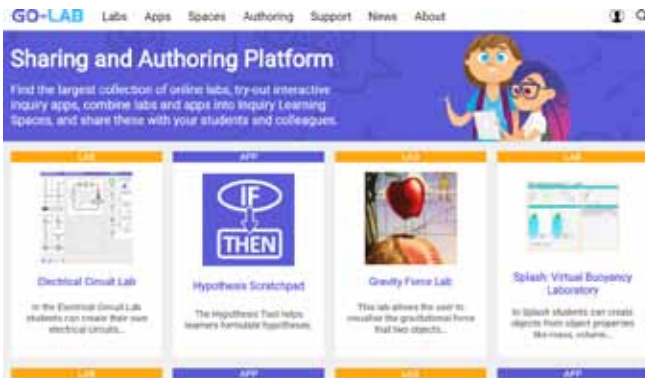 GO-LAB Labs Apps Spaces Authoring Support News About
Sharing and Authoring Platform
Find the largest collection of online labs, try-out interactive
inquiry apps, combine labs and apps into Inquiry Learning
Spaces, and share these with your students and colleagues.
LAB APP LAB LAB
IF
THEN
Electrical Circuit Lab
In the Electrical Circuit Lab
students can create their own
electrical circuits...
Hypothesis Scratchpad
The Hypothesis Tool helps
learners formulate hypotheses.
Gravity Force Lab
This lab allows the user to
visualise the gravitational force
that two objects...
Splash: Virtual Buoyancy
Laboratory
In Splash students can create
objects from object properties
like mass, volume...
LAB APP LAB APP